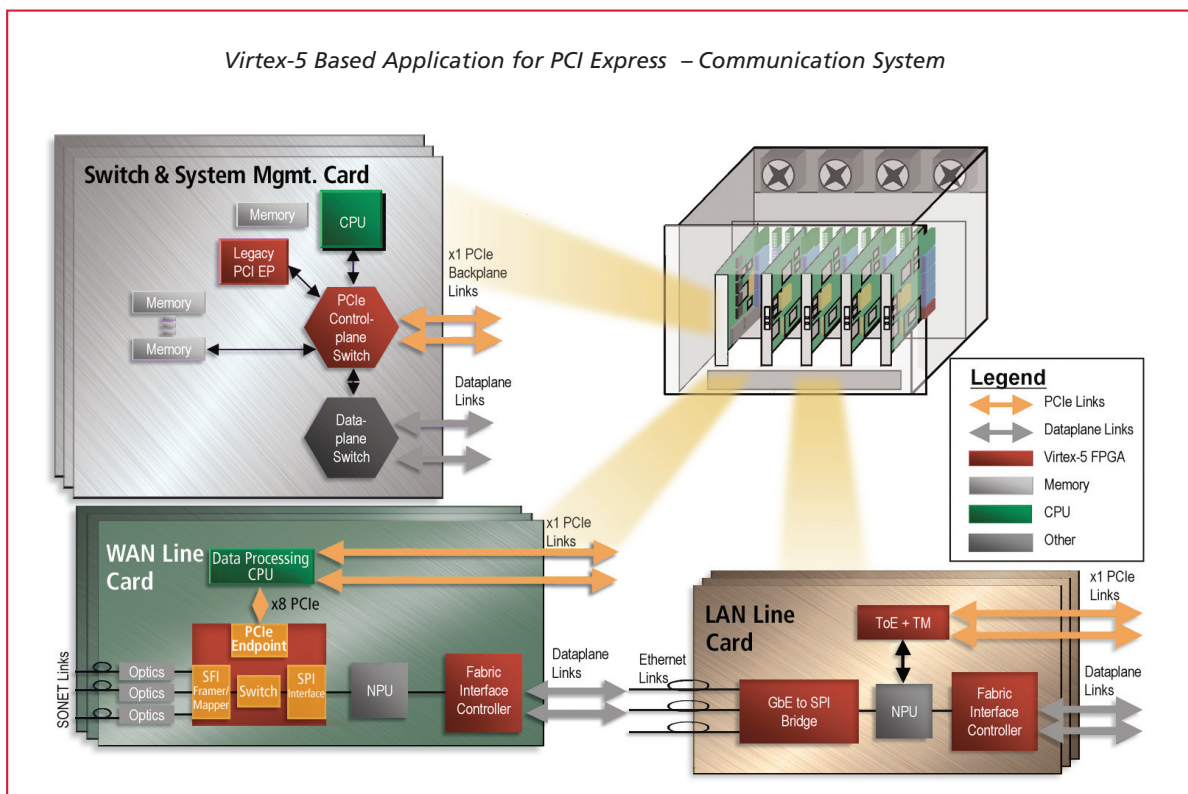 Virtex-5 Based Application for PCI Express – Communication System
Switch & System Mgmt. Card
Memory
CPU
Legacy
PCI EP
x1 PCIe
Backplane
Links
Memory
PCIe
Control-
plane
Switch
Memory
Dataplane
Links
Data-
plane
Switch
Legend
PCIe Links
Dataplane Links
Virtex-5 FPGA
Memory
CPU
Other
WAN Line
Card
Data Processing
CPU
x1 PCIe
Links
x8 PCIe
PCIe
Endpoint
SONET Links
Optics
Optics
Optics
SFI
Framer/
Mapper
Switch
SPI
Interface
NPU
Fabric
Interface
Controller
Dataplane
Links
LAN Line
Card
ToE + TM
x1 PCIe
Links
Ethernet
Links
GbE to SPI
Bridge
NPU
Fabric
Interface
Controller
Dataplane
Links